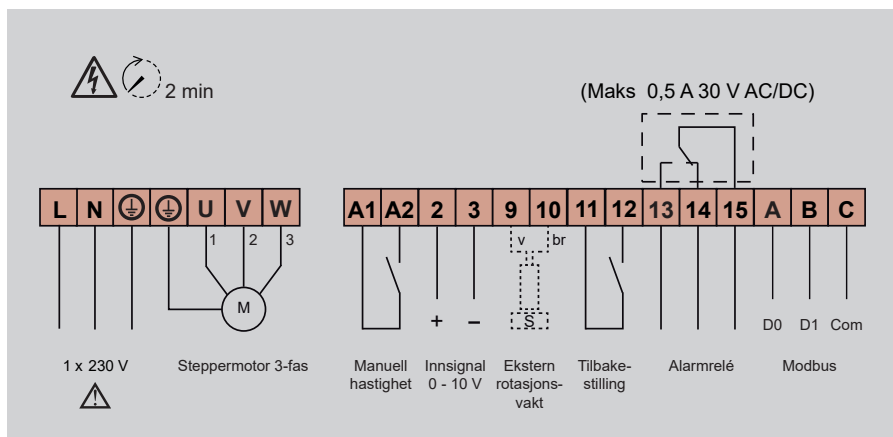 2 min
(Maks 0,5 A 30 V AC/DC)
L N U V W
A1 A2 2 3 9 10 11 12 13 14 15 A B C
1 2 3
v br
M
+ –
S
D0 D1 Com
1 x 230 V
Steppermotor 3-fas
Manuell
hastighet
Innsignal
0 - 10 V
Ekstern
rotasjons-
vakt
Tilbake-
stilling
Alarmrelé
Modbus